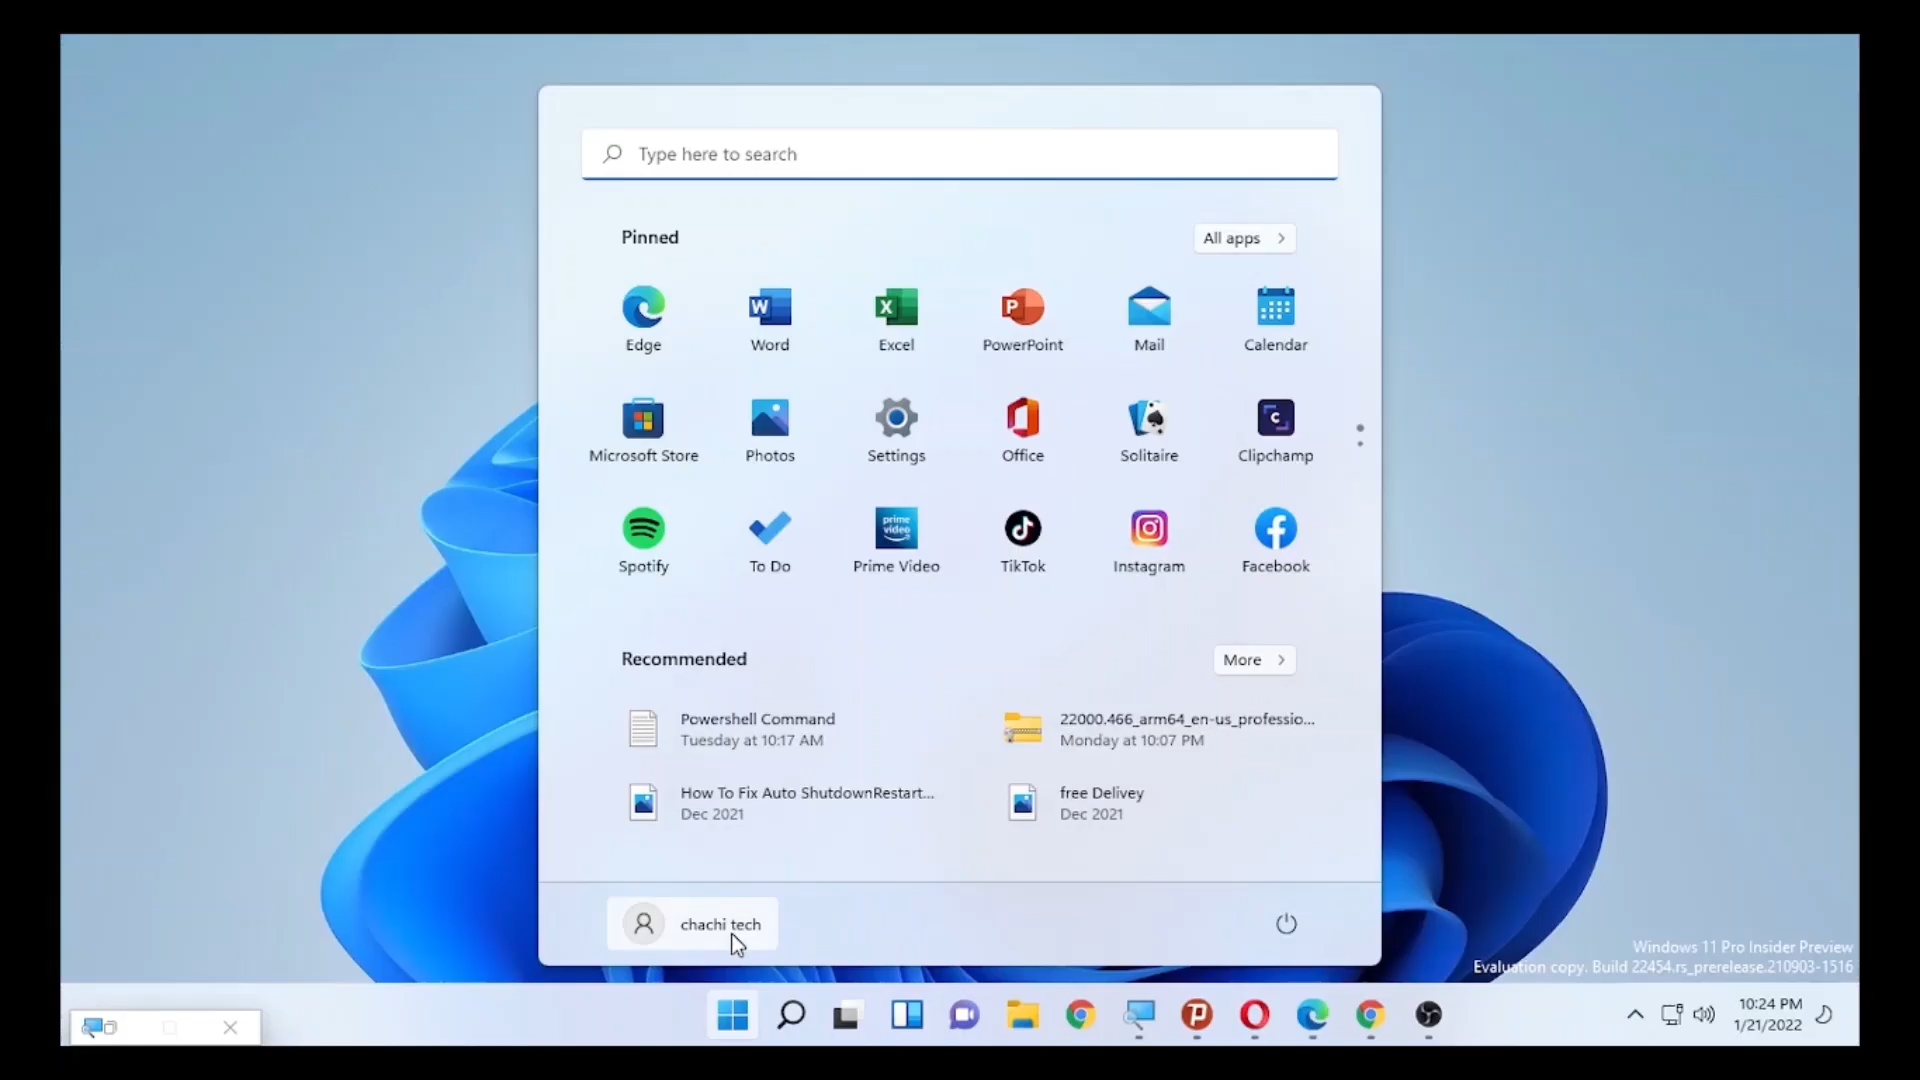 Type here to search
Pinned
All apps
Edge
Word
Excel
PowerPoint
Mail
Calendar
Microsoft Store
Photos
Settings
Office
Solitaire
Clipchamp
Spotify
To Do
prime video
Prime Video
TikTok
Instagram
Facebook
Recommended
More
Powershell Command
Tuesday at 10:17 AM
22000.466_arm64_en-us_professio...
Monday at 10:07 PM
How To Fix Auto ShutdownRestart...
Dec 2021
free Delivey
Dec 2021
chachi tech
Windows 11 Pro Insider Preview
Evaluation copy. Build 22454.rs_prerelease.210903-1516
10:24 PM
1/21/2022